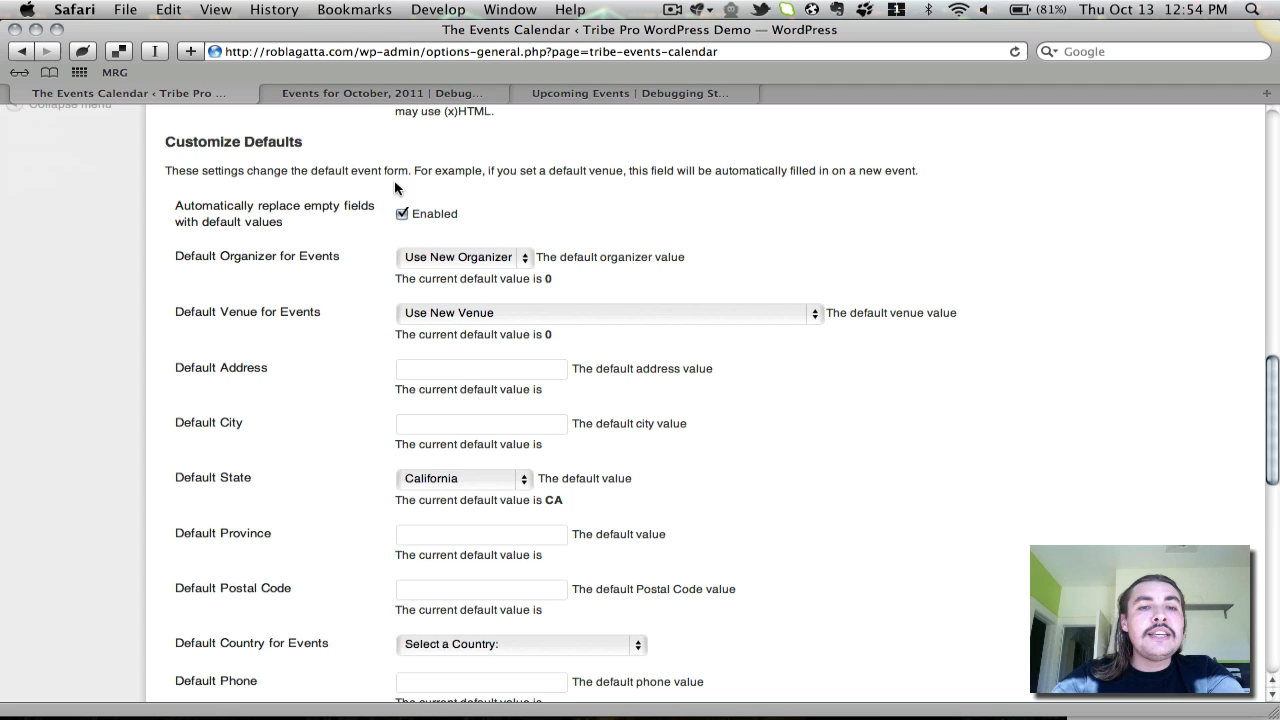 Safari File Edit View History Bookmarks Develop Window Help 1 (81%) Thu Oct 13 12:54 PM
The Events Calendar ‹ Tribe Pro WordPress Demo — WordPress
http://roblagatta.com/wp-admin/options-general.php?page=tribe-events-calendar Google
MRG
The Events Calendar ‹ Tribe Pro ... Events for October, 2011 | Debug... Upcoming Events | Debugging St...
Collapse menu
may use (x)HTML.
Customize Defaults
These settings change the default event form. For example, if you set a default venue, this field will be automatically filled in on a new event.
Automatically replace empty fields
with default values
Enabled
Default Organizer for Events Use New Organizer The default organizer value
The current default value is 0
Default Venue for Events Use New Venue The default venue value
The current default value is 0
Default Address The default address value
The current default value is
Default City The default city value
The current default value is
Default State California The default value
The current default value is CA
Default Province The default value
The current default value is
Default Postal Code The default Postal Code value
The current default value is
Default Country for Events Select a Country:
Default Phone The default phone value
The current default value is